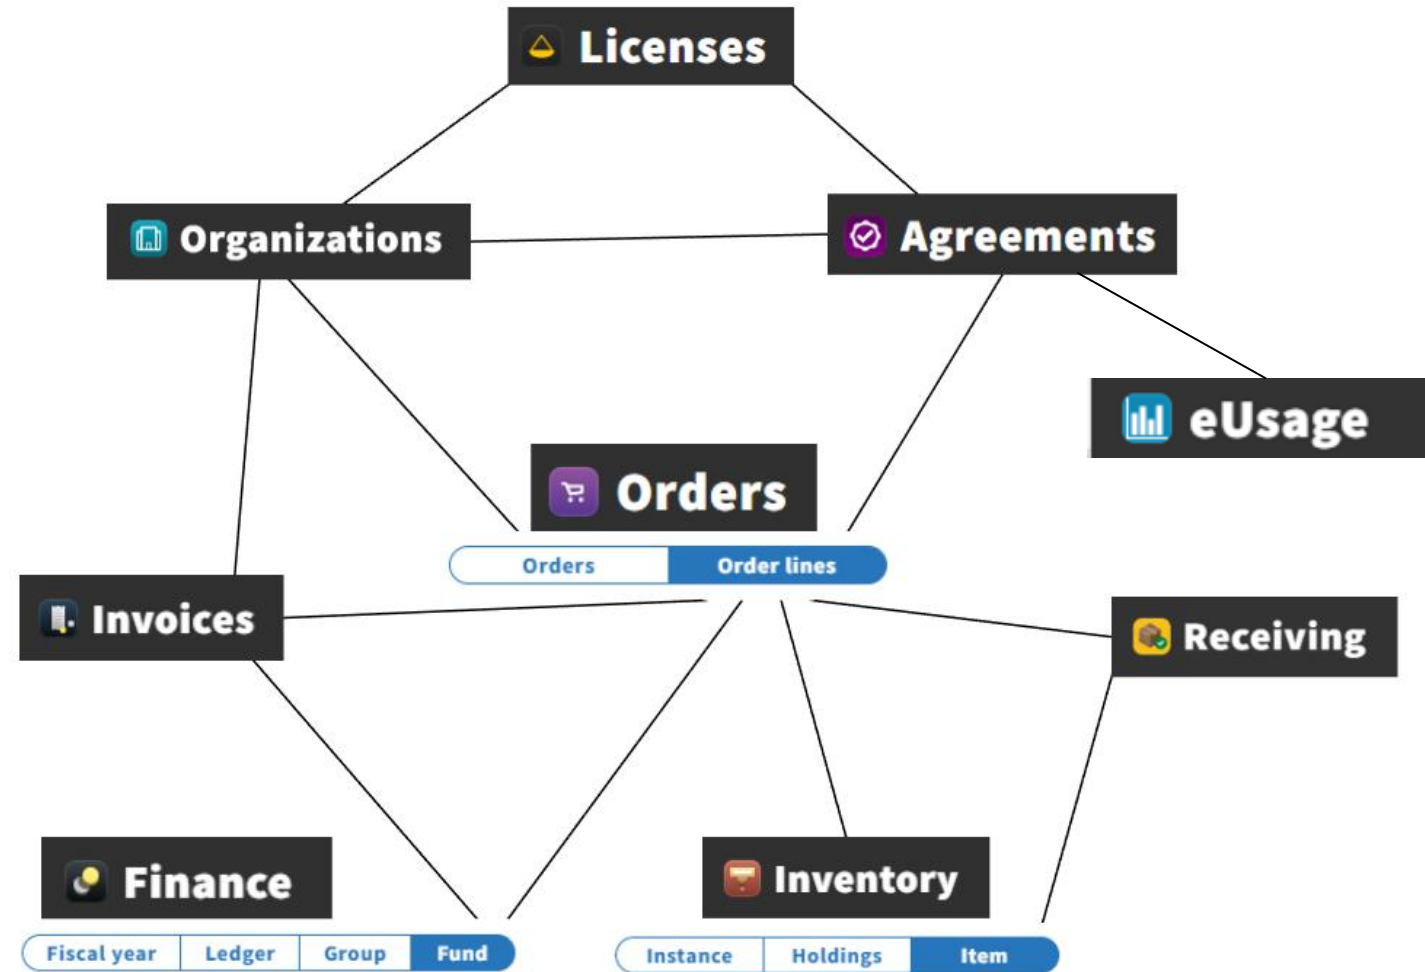 Licenses
Organizations
Agreements
eUsage
Orders
Orders Order lines
Invoices
Receiving
Finance
Inventory
Fiscal year Ledger Group Fund
Instance Holdings Item